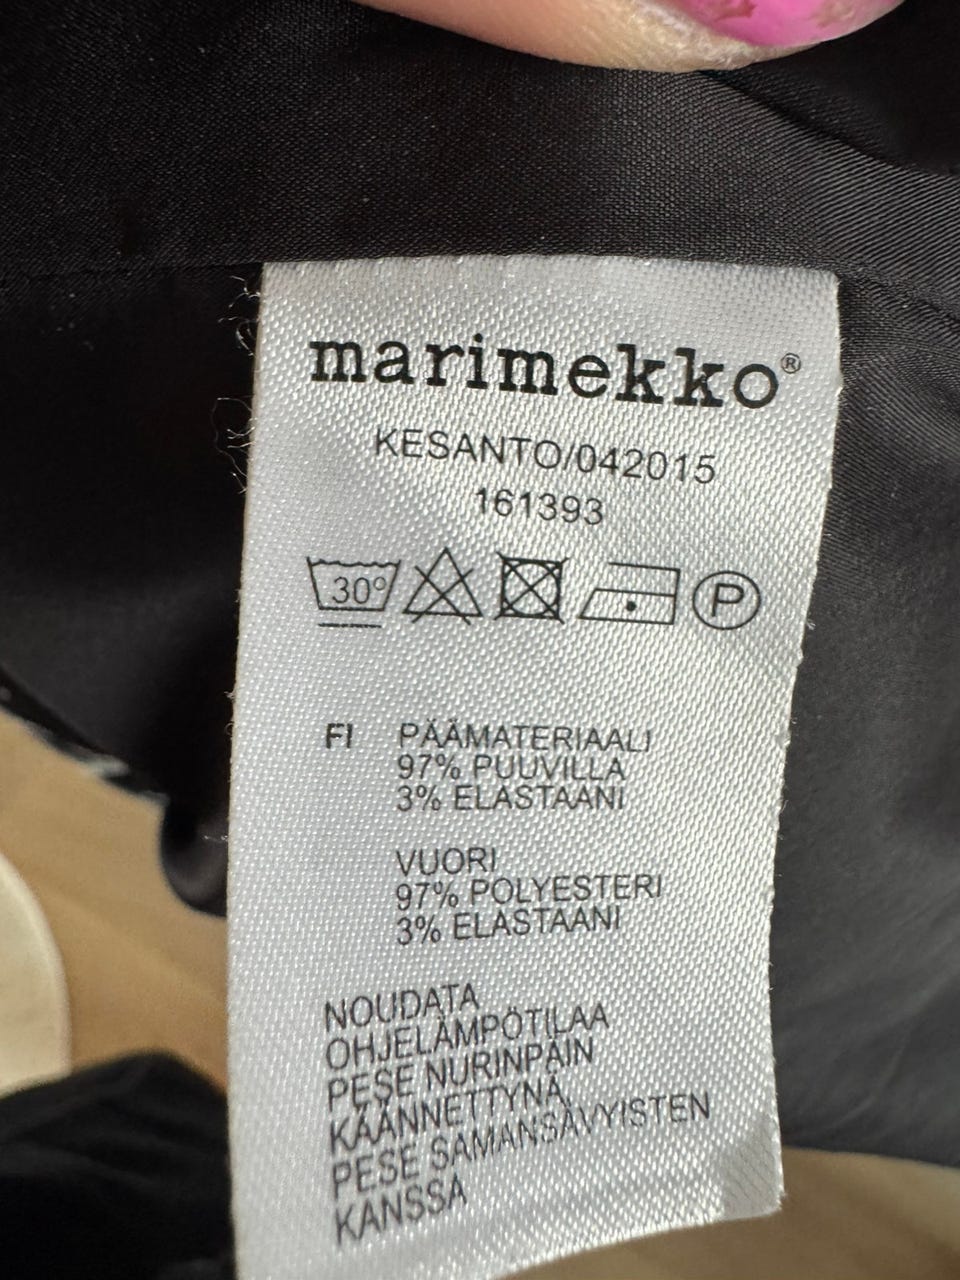 marimekko®
KESANTO/042015
161393
30°
P
FI PÄÄMATERIAALI
97% PUUVILLA
3% ELASTAANI
VUORI
97% POLYESTERI
3% ELASTAANI
NOUDATA
OHJELÄMPÖTILAA
PESE NURINPÄIN
KÄÄNNETTYNÄ,
PESE SAMANSÄVYISTEN
KANSSA